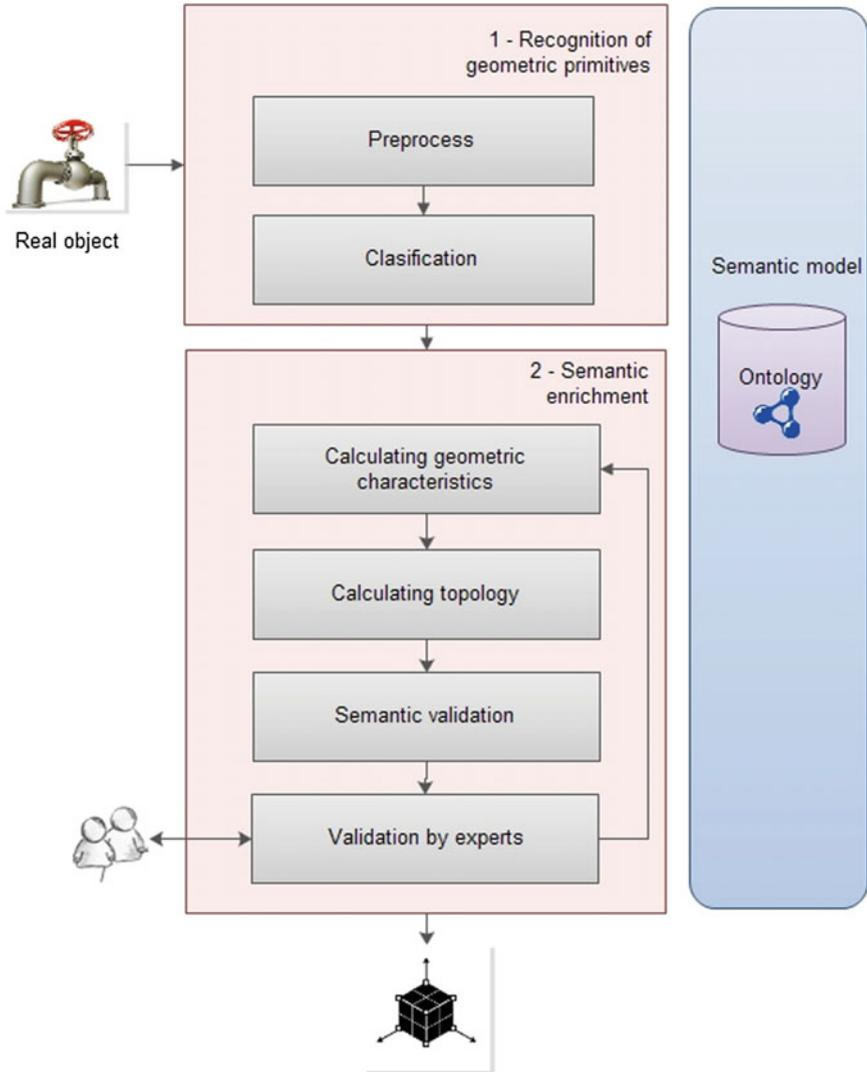 1 - Recognition of
geometric primitives
Preprocess
Real object
Clasification
Semantic model
Ontology
2 - Semantic
enrichment
Calculating geometric
characteristics
Calculating topology
Semantic validation
Validation by experts